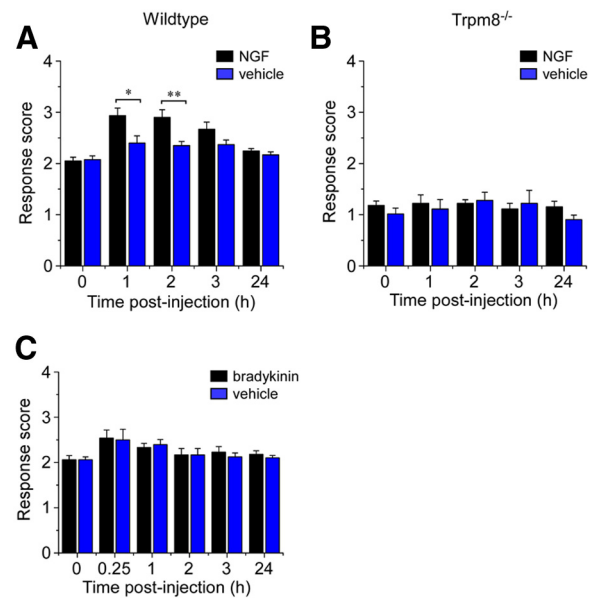 Wildtype
Trpm8-/-
A
B
NGF
vehicle
NGF
vehicle
Response score
4
3
2
1
0
*
**
0 1 2 3 24
Time post-injection (h)
Response score
4
3
2
1
0
0 1 2 3 24
Time post-injection (h)
C
bradykinin
vehicle
Response score
4
3
2
1
0
0 0.25 1 2 3 24
Time post-injection (h)